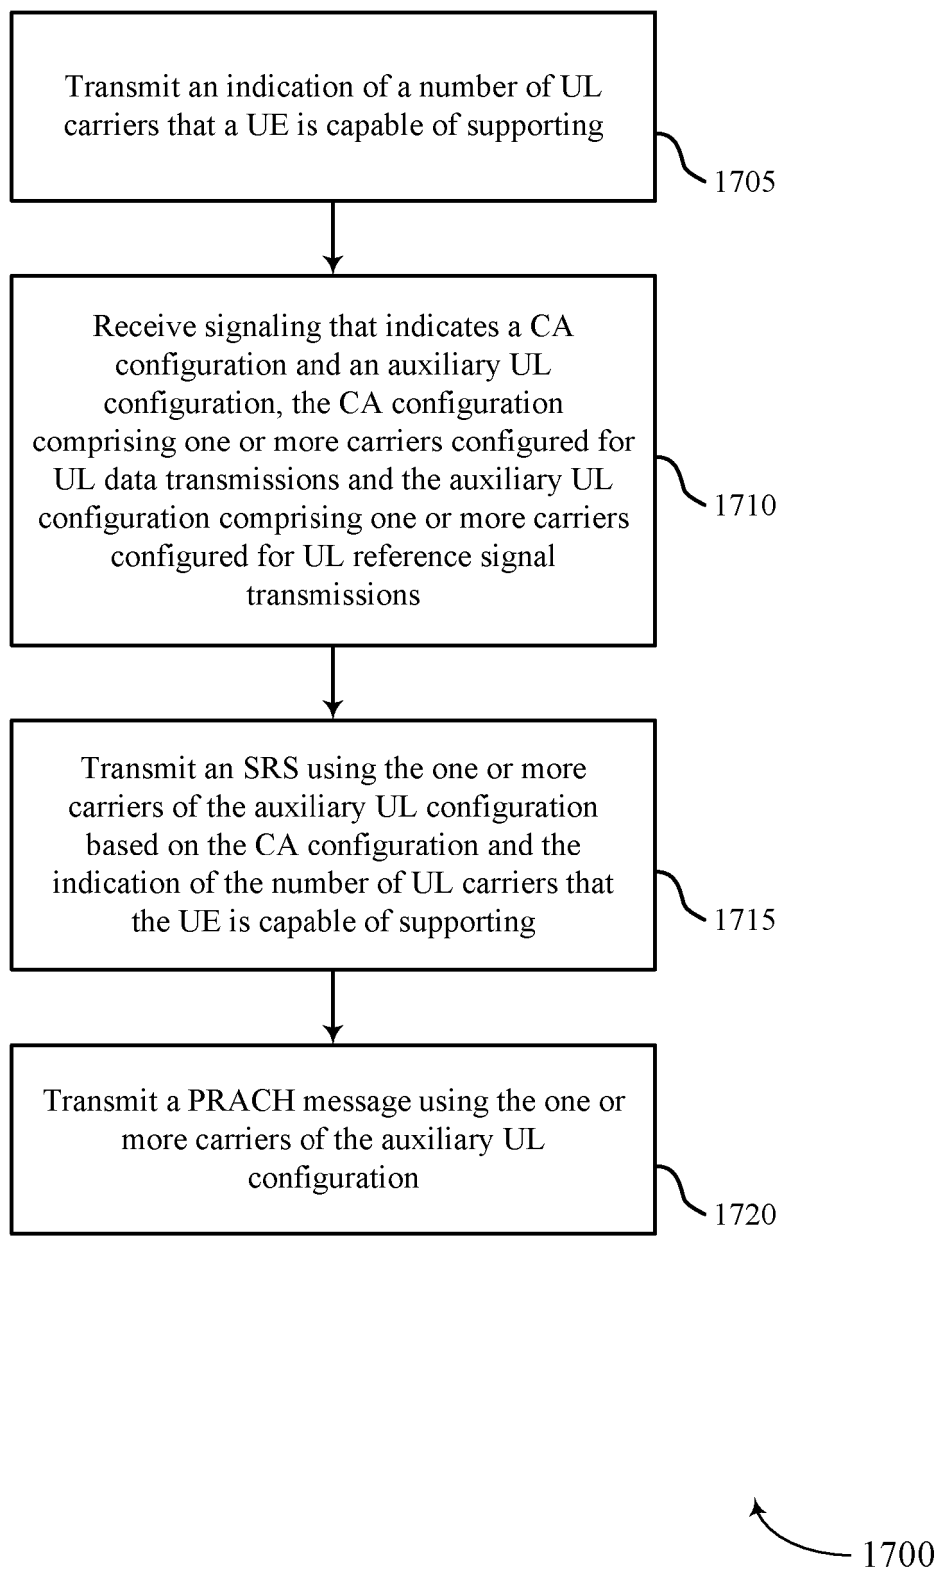 Transmit an indication of a number of UL
carriers that a UE is capable of supporting
1705
Receive signaling that indicates a CA
configuration and an auxiliary UL
configuration, the CA configuration
comprising one or more carriers configured for
UL data transmissions and the auxiliary UL
configuration comprising one or more carriers
configured for UL reference signal
transmissions
1710
Transmit an SRS using the one or more
carriers of the auxiliary UL configuration
based on the CA configuration and the
indication of the number of UL carriers that
the UE is capable of supporting
1715
Transmit a PRACH message using the one or
more carriers of the auxiliary UL
configuration
1720
1700